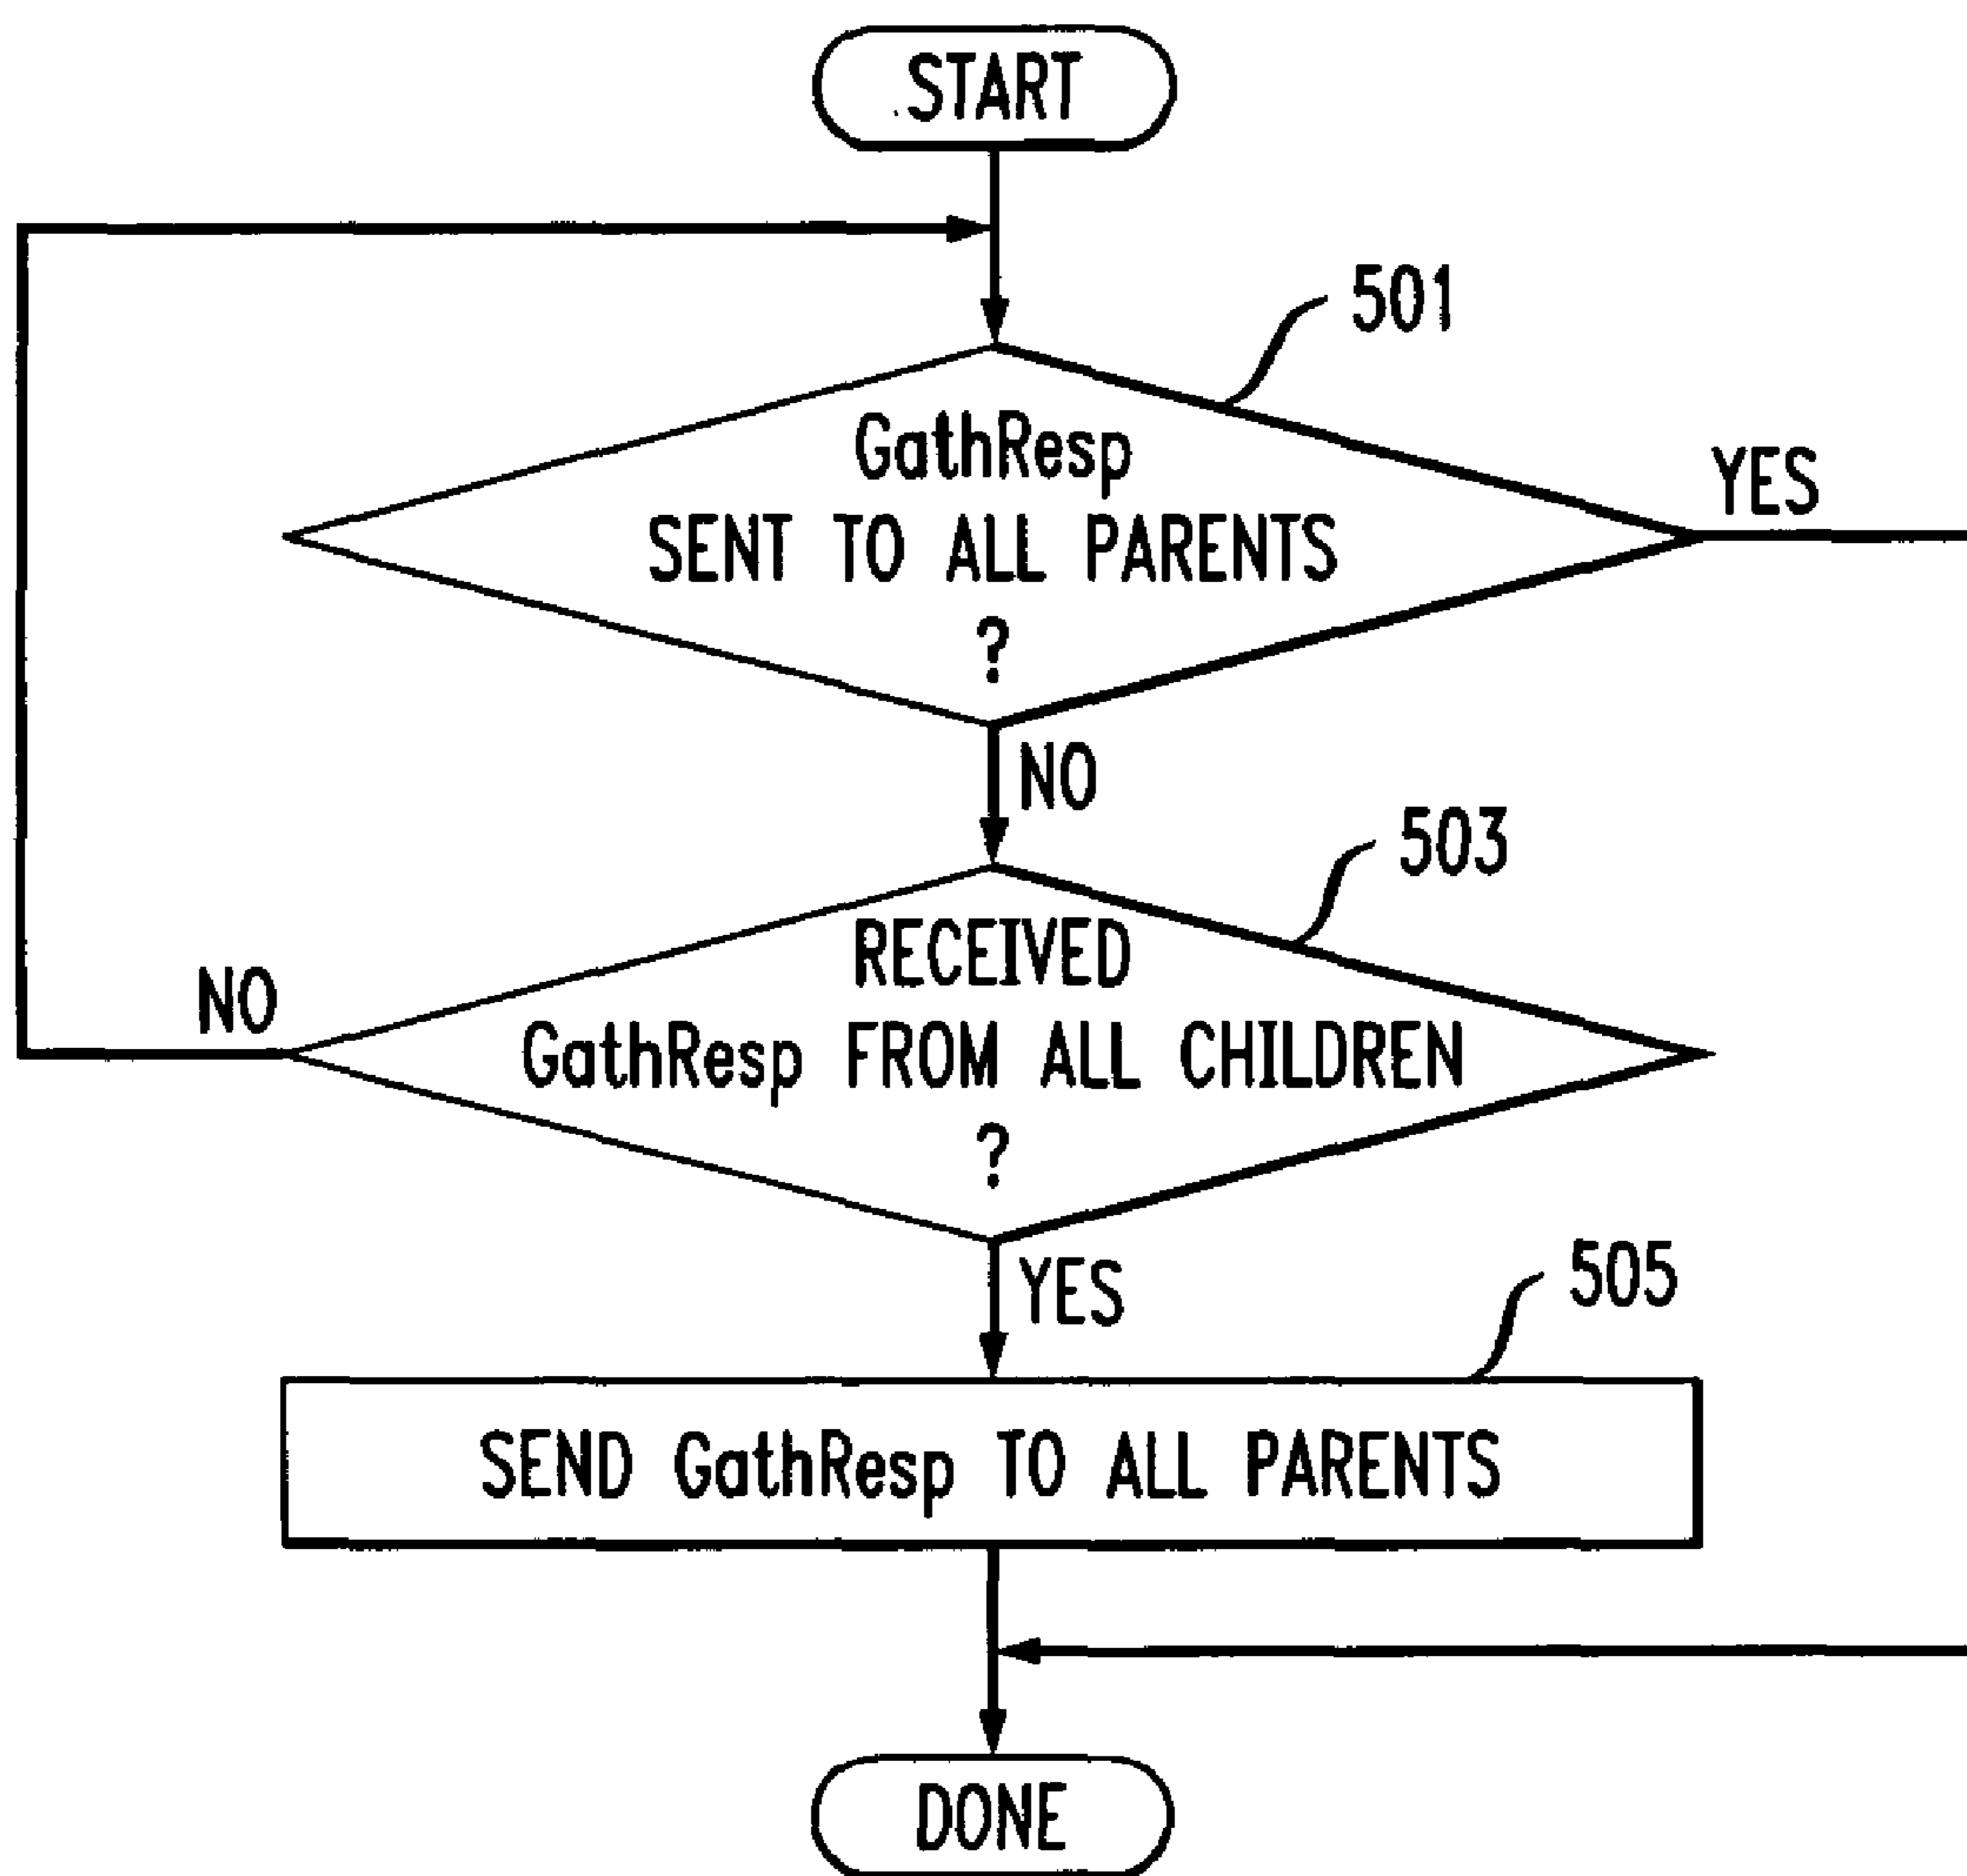 START
501
GathResp
SENT TO ALL PARENTS
?
YES
NO
503
RECEIVED
GathResp FROM ALL CHILDREN
?
NO
YES
505
SEND GathResp TO ALL PARENTS
DONE